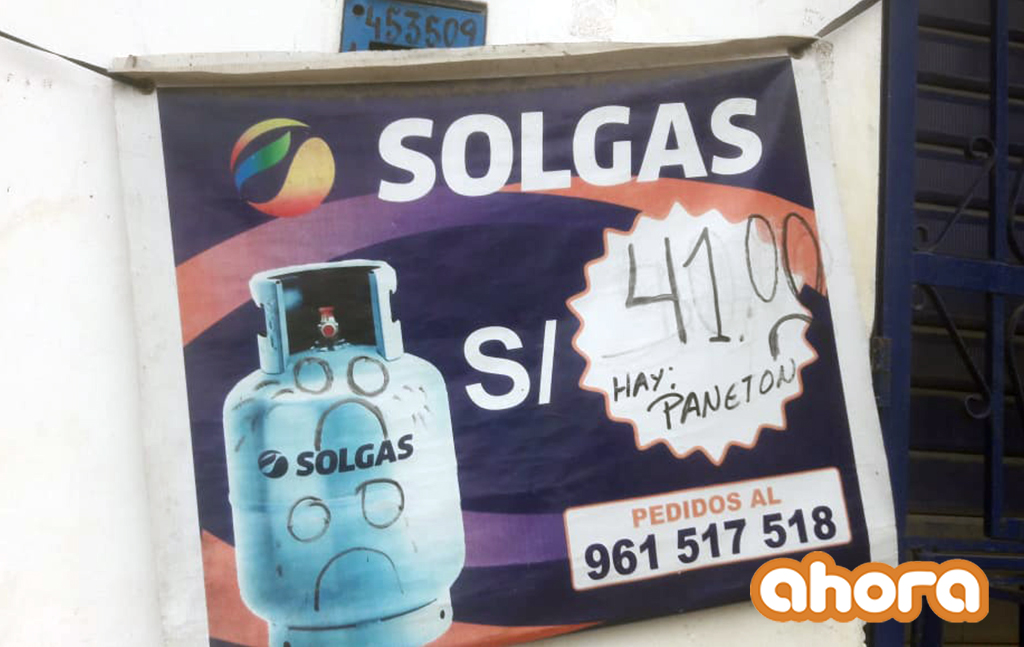 453509
SOLGAS
41.00
S/
HAY:
PANETON
SOLGAS
PEDIDOS AL
961 517 518
ahora